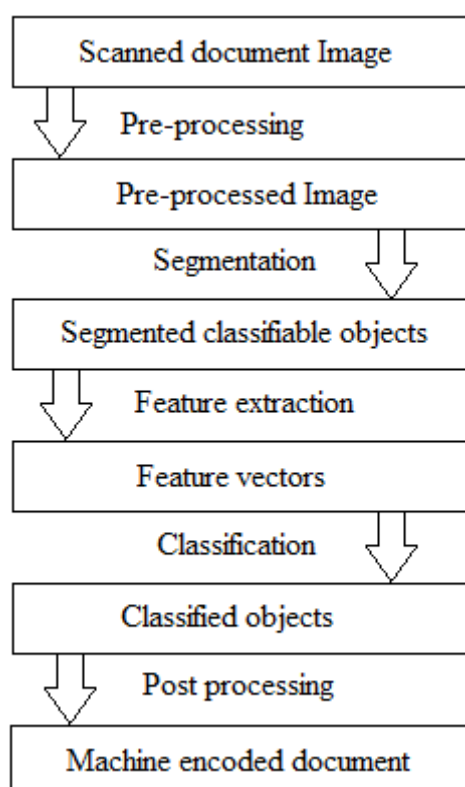 Scanned document Image
Pre-processing
Pre-processed Image
Segmentation
Segmented classifiable objects
Feature extraction
Feature vectors
Classification
Classified objects
Post processing
Machine encoded document